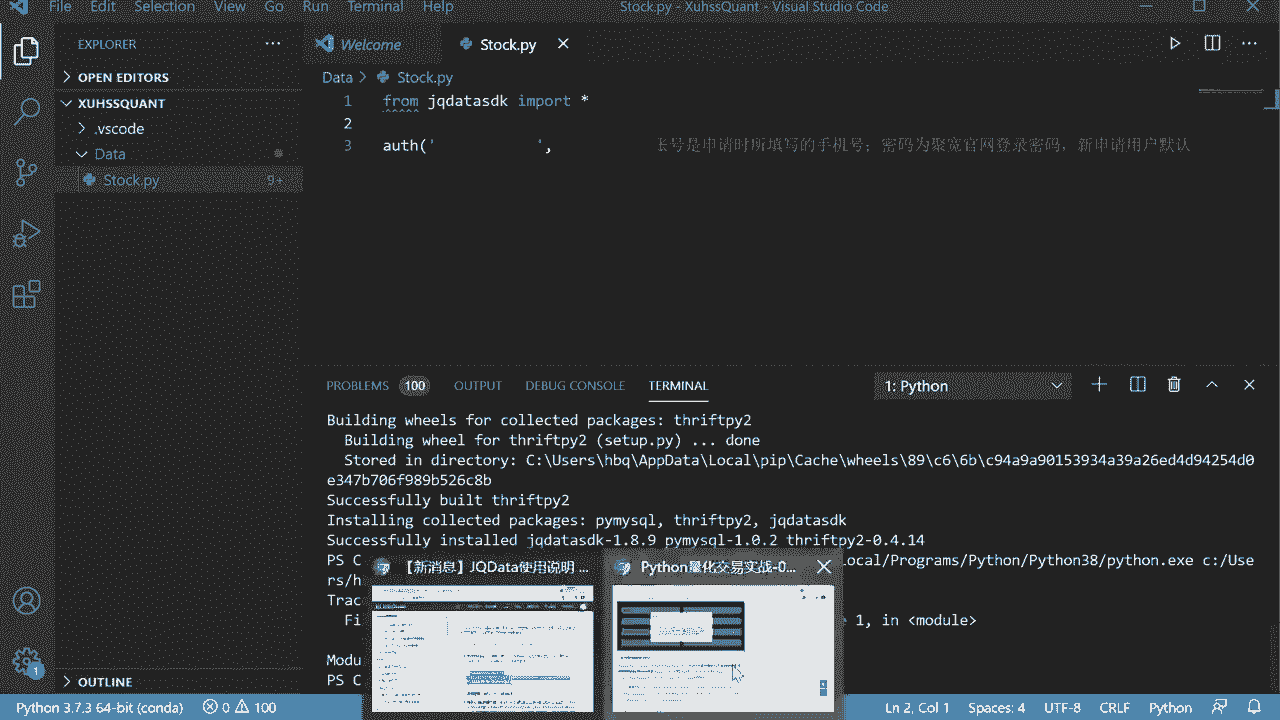 File Edit Selection View Go Run Terminal Help
Stock.py - XuhssQuant - Visual Studio Code
EXPLORER
OPEN EDITORS
XUHSSQUANT
.vscode
Data
Stock.py 9+
OUTLINE
Welcome
Stock.py
Data > Stock.py
1 from jqdatasdk import *
2
3 auth(' ', 账号是申请时所填写的手机号；密码为聚宽官网登录密码，新申请用户默认
PROBLEMS 100 OUTPUT DEBUG CONSOLE TERMINAL
1: Python
Building wheels for collected packages: thriftpy2
Building wheel for thriftpy2 (setup.py) ... done
Stored in directory: C:\Users\hbq\AppData\Local\pip\Cache\wheels\89\c6\6b\c94a9a90153934a39a26ed4d94254d0
e347b706f989b526c8b
Successfully built thriftpy2
Installing collected packages: pymysql, thriftpy2, jqdatasdk
Successfully installed jqdatasdk-1.8.9 pymysql-1.0.2 thriftpy2-0.4.14
PS C ocal/Programs/Python/Python38/python.exe c:/Use
rs/h
Trac
Fi 1, in <module>
Modu
PS C
【新消息】JQData使用说明 ...
Python量化交易实战-0...
1
Python 3.7.3 64-bit (conda) 0 100
Ln 2, Col 1 Spaces: 4 UTF-8 CRLF Python